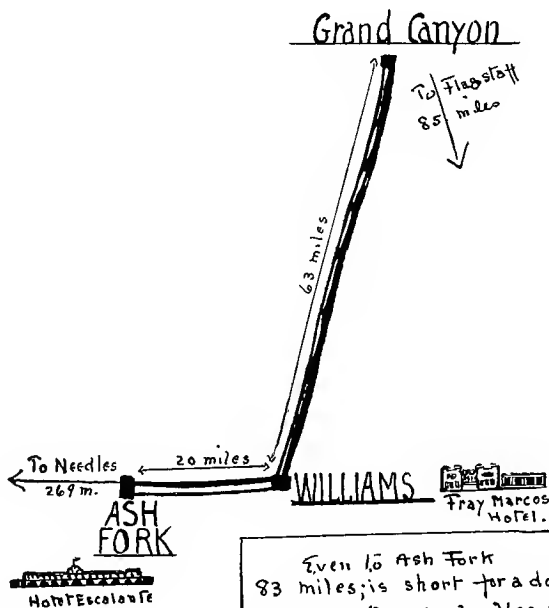 Grand Canyon
To Flagstaff
85 miles
63 miles
To Needles
269 m.
20 miles
ASH
FORK
WILLIAMS
Fray Marcos
Hotel.
Hotel Escalante
Even to Ash Fork
83 miles; is short for a da